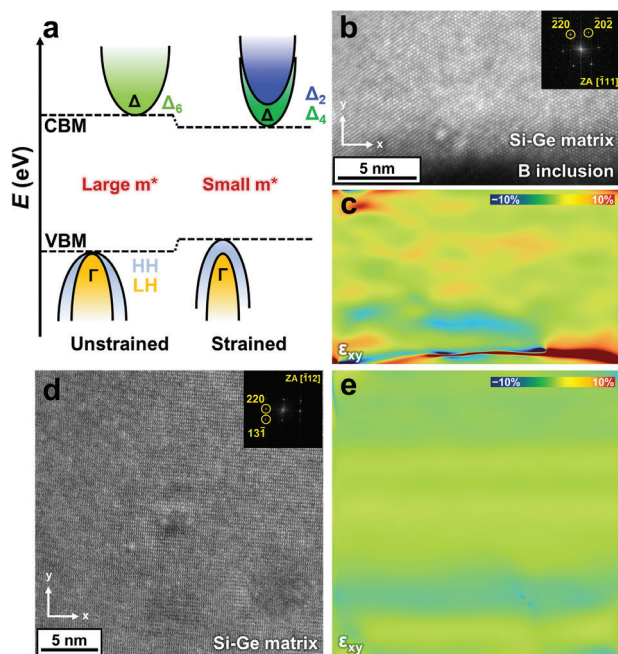 a
E (eV)
CBM
Δ
Δ₆
Δ
Δ₂
Δ₄
Large m*
Small m*
VBM
Γ
HH
LH
Γ
Unstrained
Strained
b
2̄2̄0
2̄02̄
ZA [1̄11]
y
x
Si-Ge matrix
5 nm
B inclusion
c
−10%
10%
εxy
d
ZA [1̄12]
220
131̄
y
x
5 nm
Si-Ge matrix
e
−10%
10%
εxy